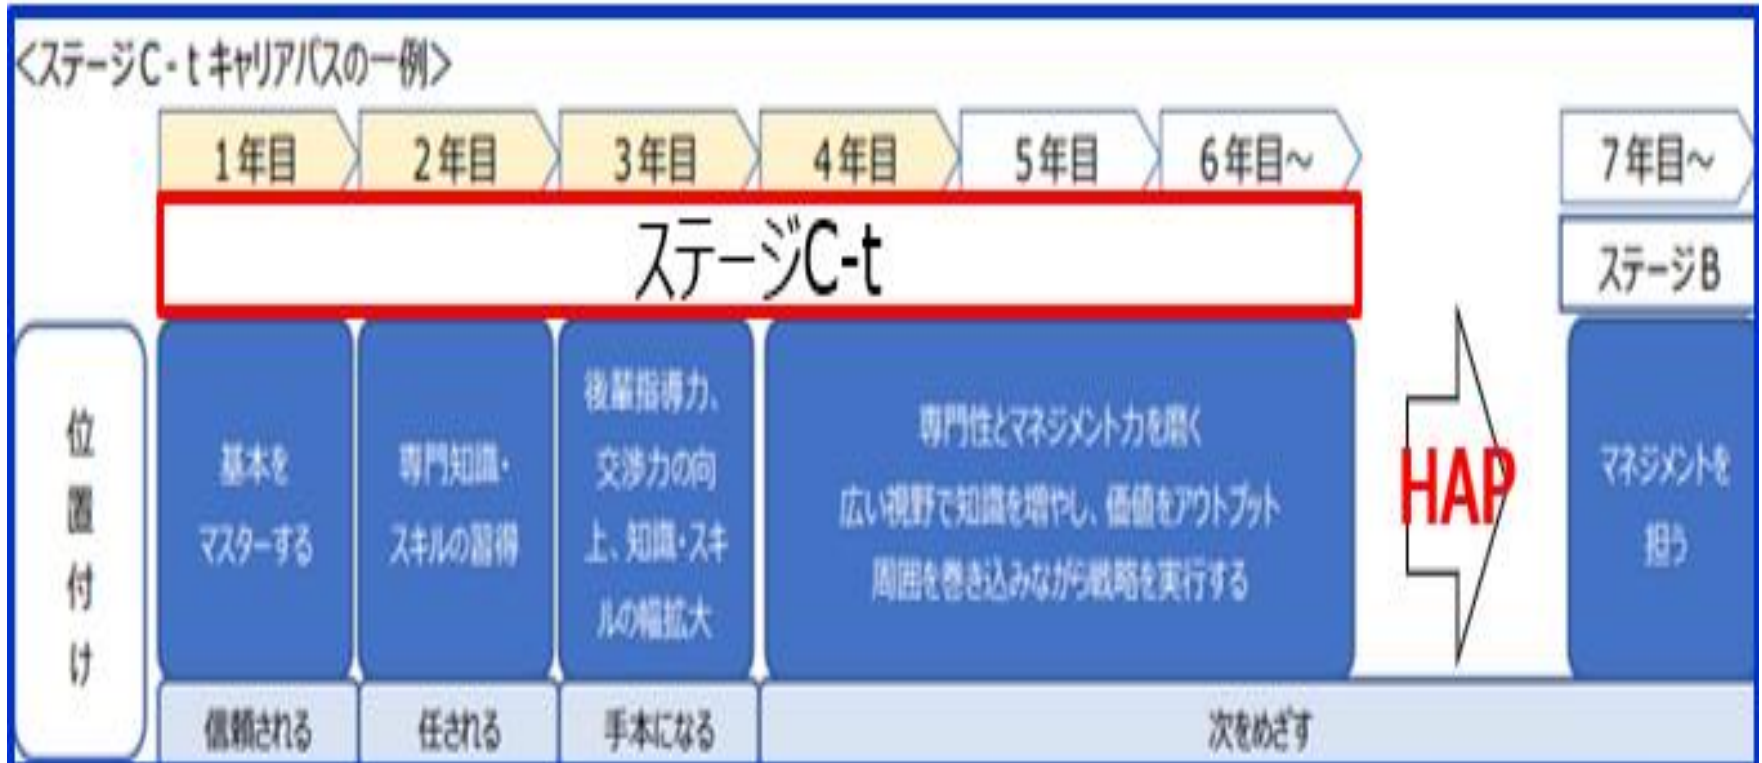 <ステージC・t キャリアパスの一例>
1年目
2年目
3年目
4年目
5年目
6年目～
7年目～
ステージC-t
ステージB
位置付け
基本を
マスターする
専門知識・
スキルの習得
後輩指導力、
交渉力の向
上、知識・スキ
ルの幅拡大
専門性とマネジメント力を磨く
広い視野で知識を増やし、価値をアウトプット
周囲を巻き込みながら戦略を実行する
HAP
マネジメントを
担う
信頼される
任される
手本になる
次をめざす